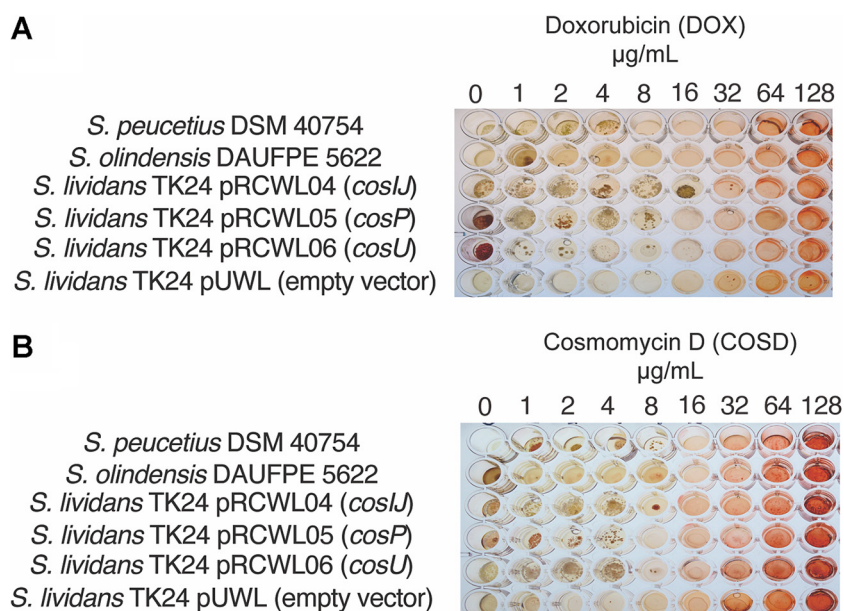 A
Doxorubicin (DOX)
µg/mL
0 1 2 4 8 16 32 64 128
S. peucetius DSM 40754
S. olindensis DAUFPE 5622
S. lividans TK24 pRCWL04 (cosIJ)
S. lividans TK24 pRCWL05 (cosP)
S. lividans TK24 pRCWL06 (cosU)
S. lividans TK24 pUWL (empty vector)
B
Cosmomycin D (COSD)
µg/mL
0 1 2 4 8 16 32 64 128
S. peucetius DSM 40754
S. olindensis DAUFPE 5622
S. lividans TK24 pRCWL04 (cosIJ)
S. lividans TK24 pRCWL05 (cosP)
S. lividans TK24 pRCWL06 (cosU)
S. lividans TK24 pUWL (empty vector)